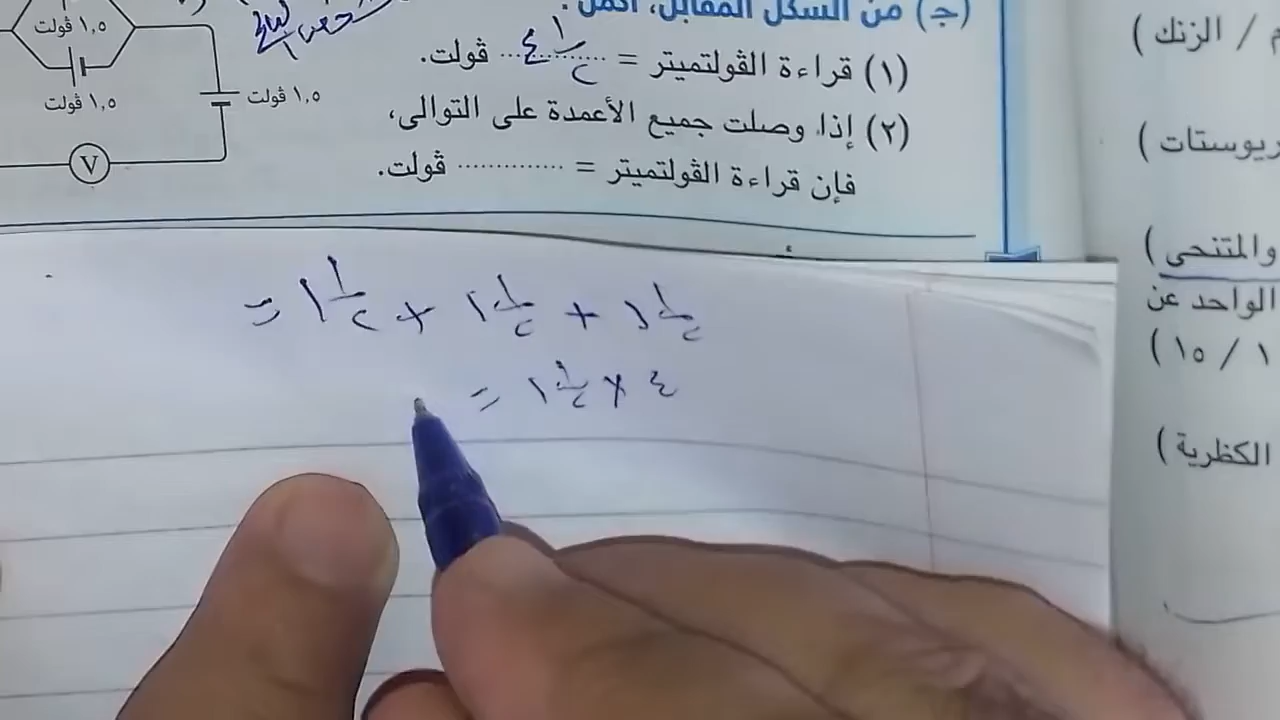 (ج) من الشكل المقابل، أكمل :
(١) قراءة الڤولتميتر = ٤ ١/٢ ڤولت.
(٢) إذا وصلت جميع الأعمدة على التوالى،
فإن قراءة الڤولتميتر = ............. ڤولت.
١,٥ ڤولت
١,٥ ڤولت
١,٥ ڤولت
V
= ١ ١/٢ + ١ ١/٢ + ١ ١/٢
= ١ ١/٢ × ٤
/ الزنك )
ريوستات )
والمتنحى )
الواحد عن
١ / ١٥ )
الكظرية )